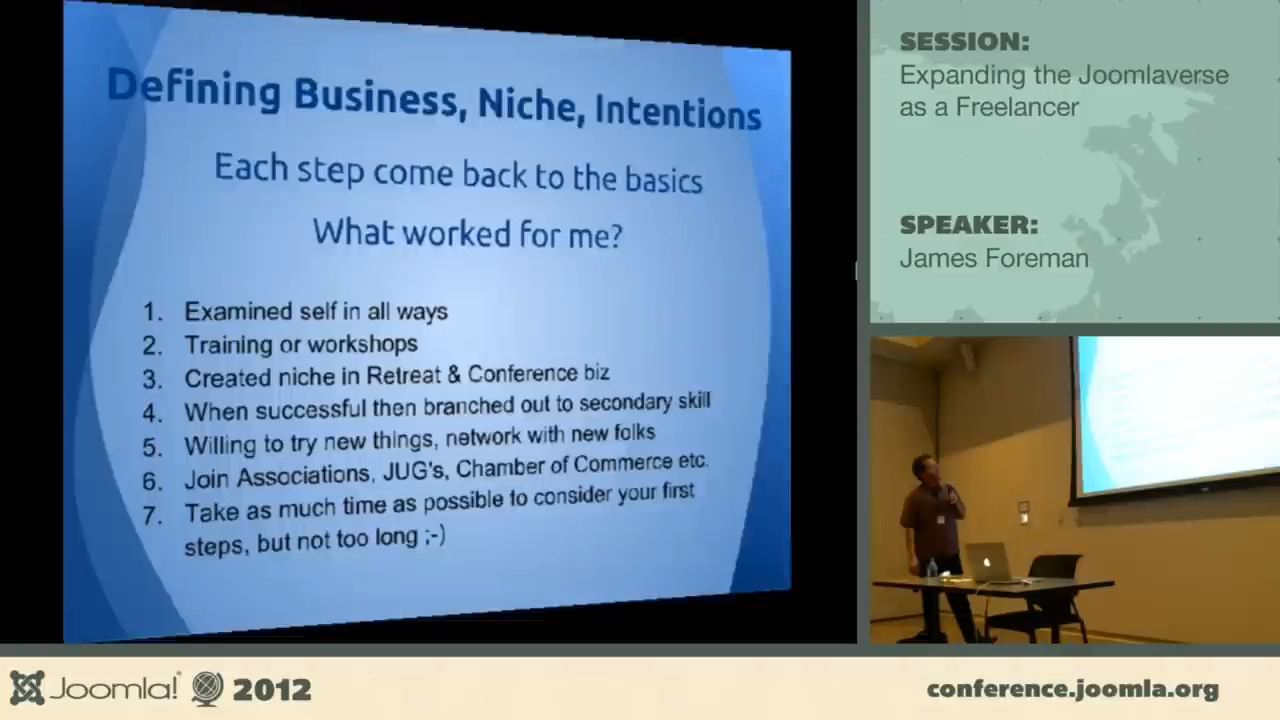 Defining Business, Niche, Intentions
Each step come back to the basics
What worked for me?
1. Examined self in all ways
2. Training or workshops
3. Created niche in Retreat & Conference biz
4. When successful then branched out to secondary skill
5. Willing to try new things, network with new folks
6. Join Associations, JUG's, Chamber of Commerce etc.
7. Take as much time as possible to consider your first
steps, but not too long ;-)
SESSION:
Expanding the Joomlaverse
as a Freelancer
SPEAKER:
James Foreman
Joomla! 2012
conference.joomla.org